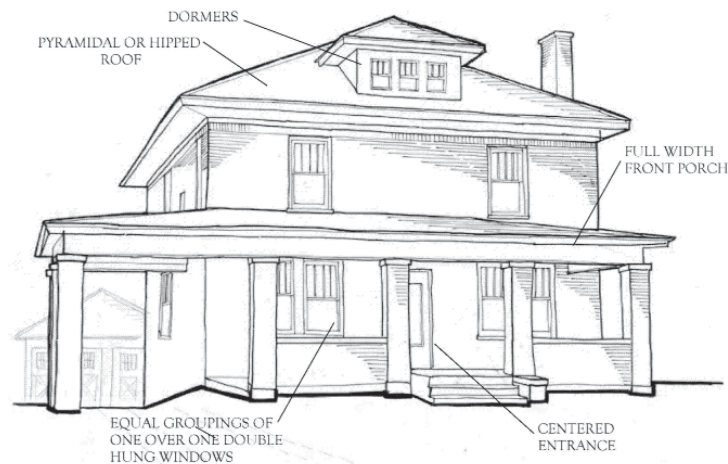 DORMERS
PYRAMIDAL OR HIPPED
ROOF
FULL WIDTH
FRONT PORCH
EQUAL GROUPINGS OF
ONE OVER ONE DOUBLE
HUNG WINDOWS
CENTERED
ENTRANCE